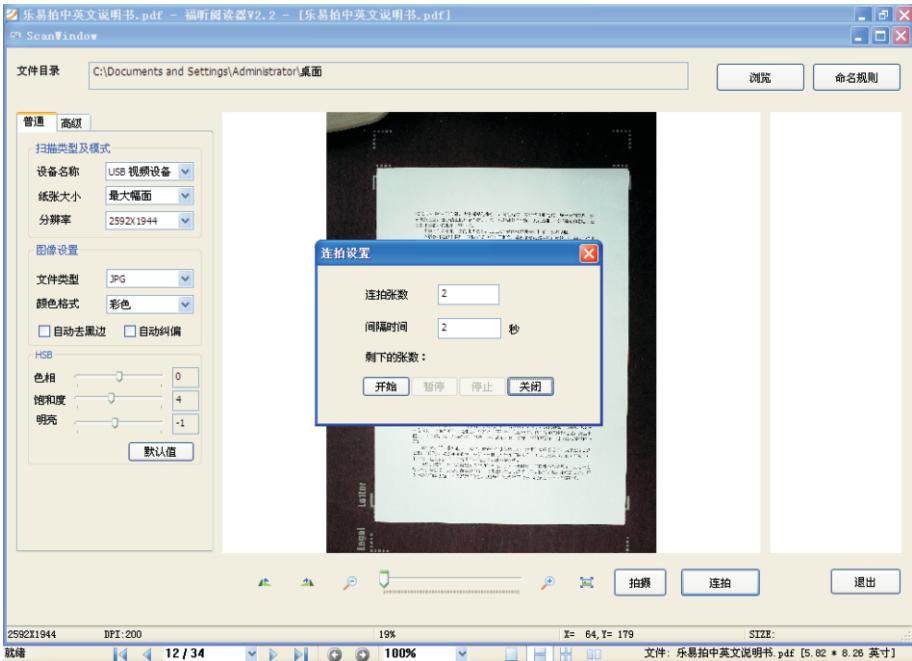 乐易拍中英文说明书.pdf - 福昕阅读器V2.2 - [乐易拍中英文说明书.pdf]
ScanWindow
文件目录 C:\Documents and Settings\Administrator\桌面 浏览 命名规则
普通 高级
扫描类型及模式
设备名称 USB 视频设备
纸张大小 最大幅面
分辨率 2592X1944
图像设置
文件类型 JPG
颜色格式 彩色
自动去黑边 自动纠偏
HSB
色相 0
饱和度 4
明亮 -1
默认值
连拍设置
连拍张数 2
间隔时间 2 秒
剩下的张数：
开始 暂停 停止 关闭
Letter
Legal
拍摄 连拍 退出
2592X1944 DPI:200 19% X= 64,Y= 179 SIZE:
就绪 12/34 100% 文件: 乐易拍中英文说明书.pdf [5.82 * 8.26 英寸]